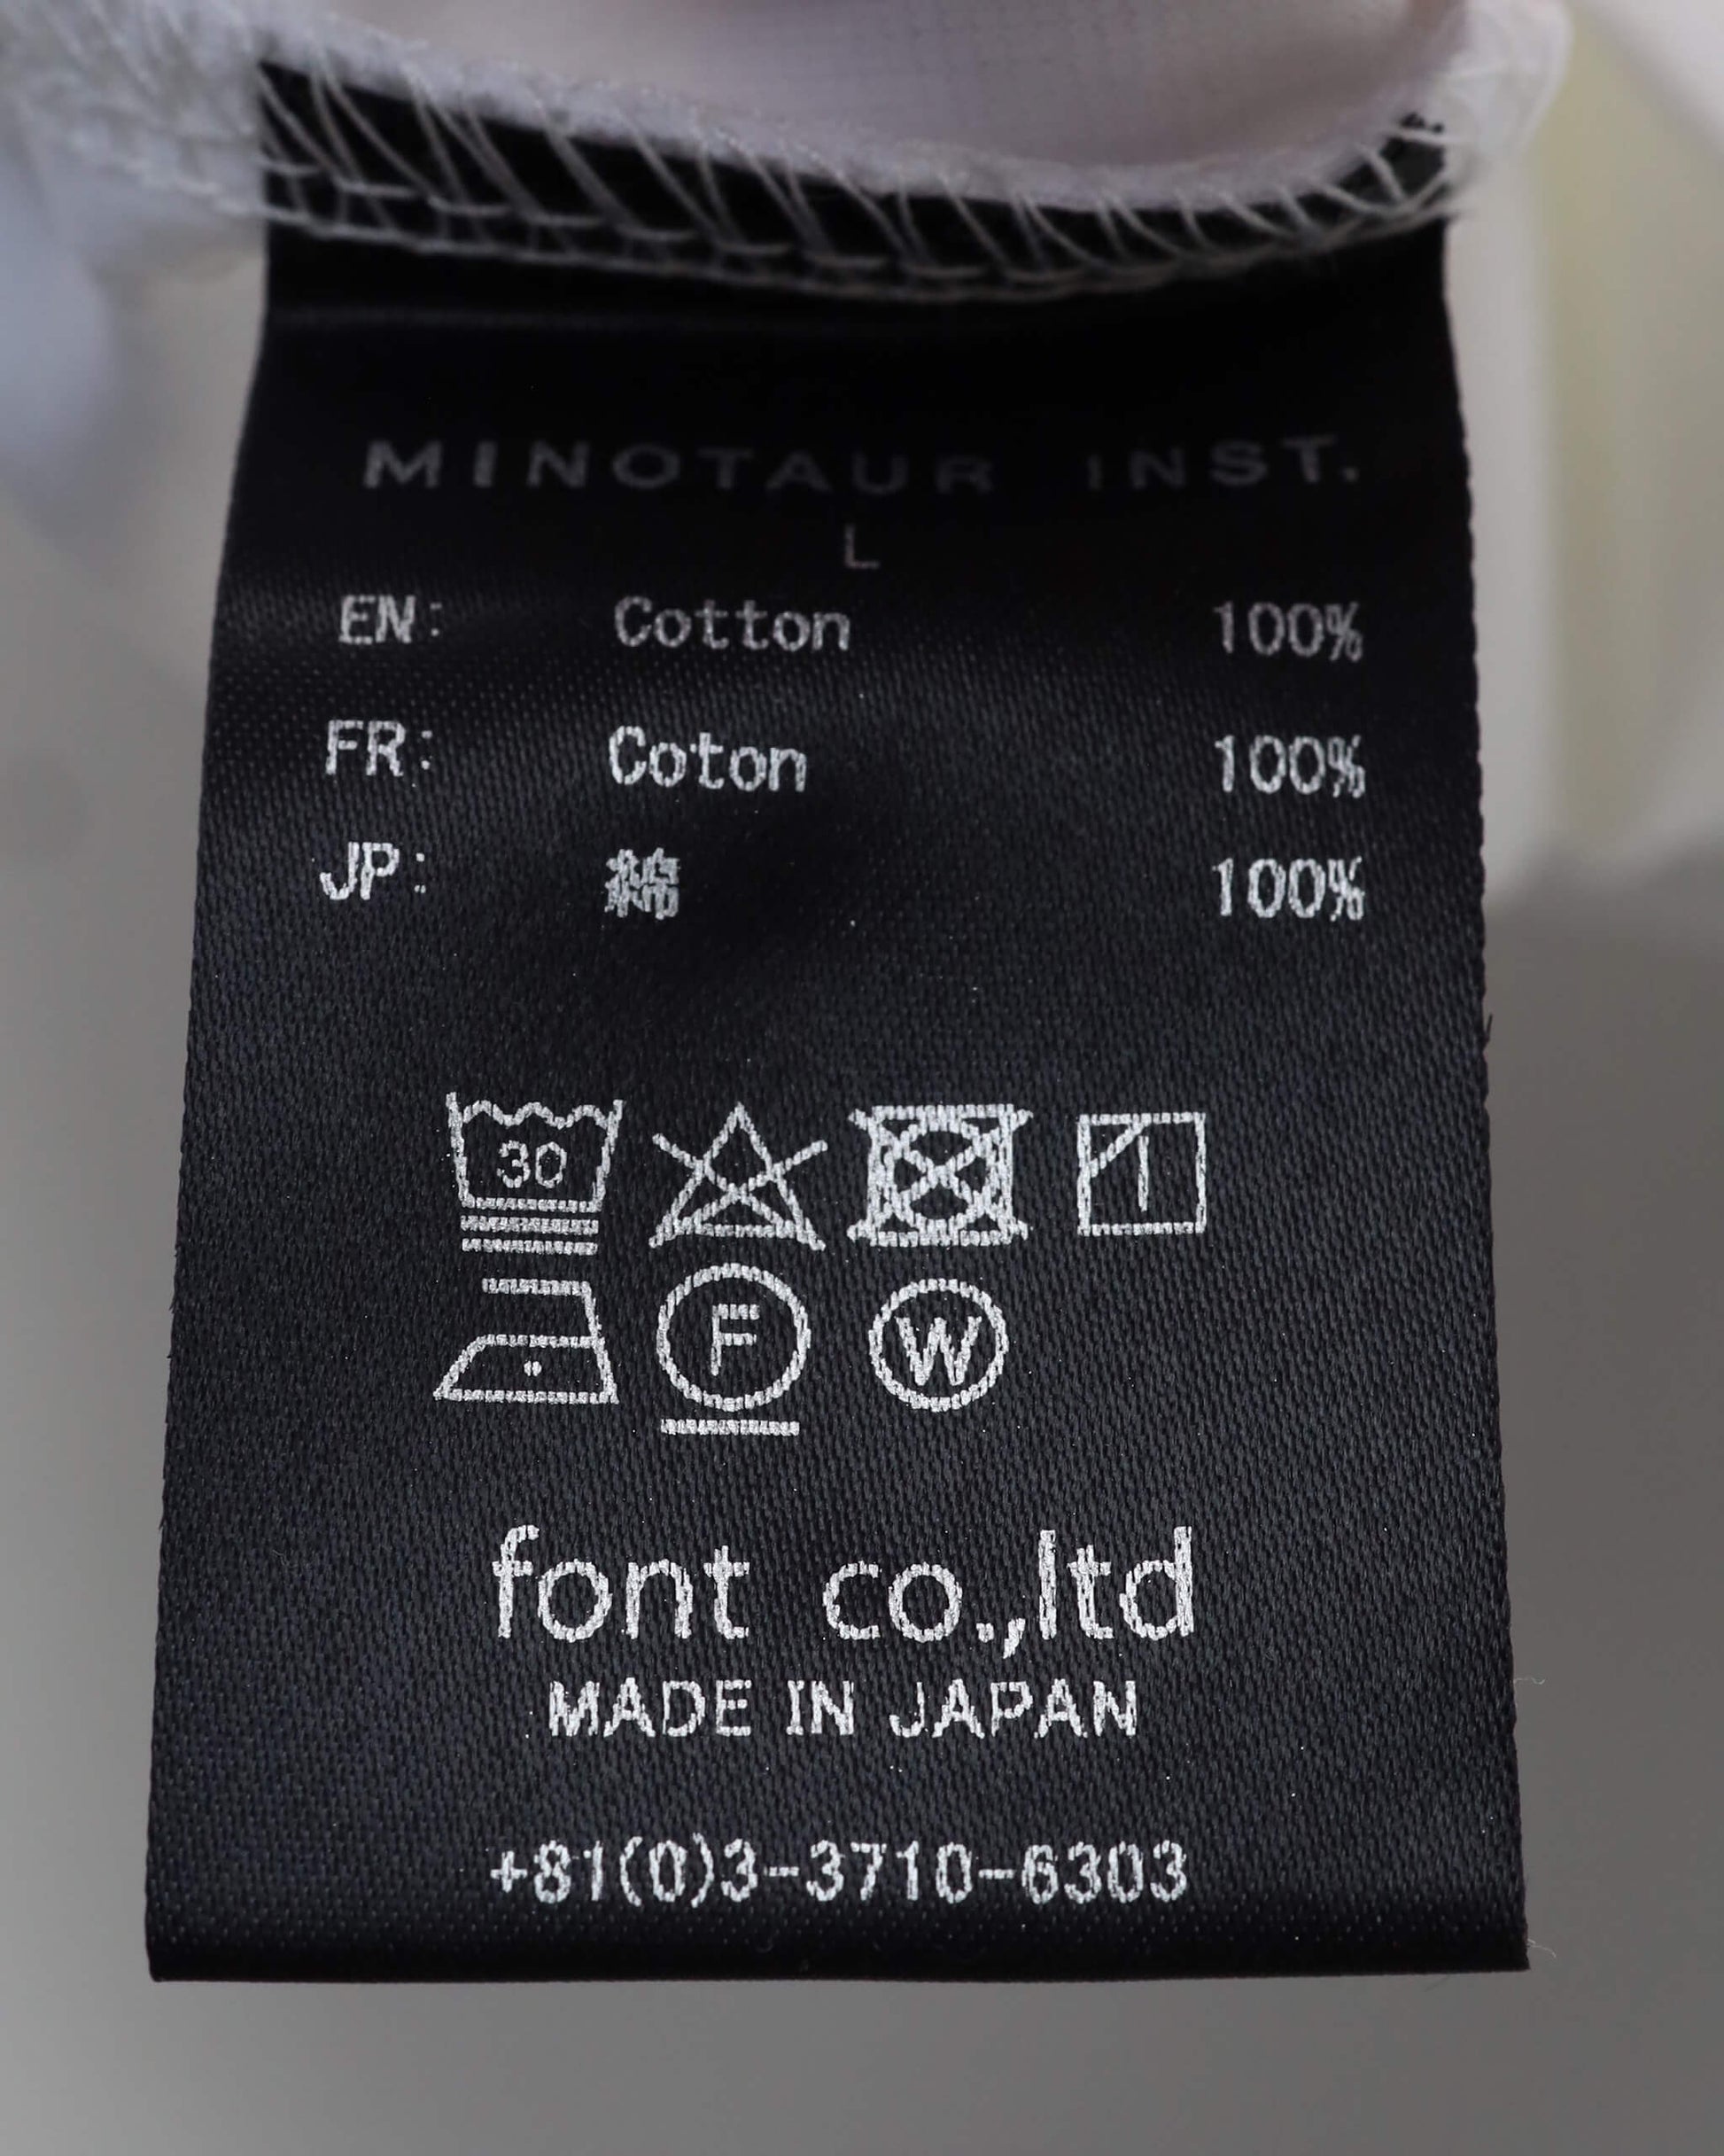 MINOTAUR INST.
L
EN: Cotton 100%
FR: Coton 100%
JP: 綿 100%
30
F W
font co.,ltd
MADE IN JAPAN
+81(0)3-3710-6303